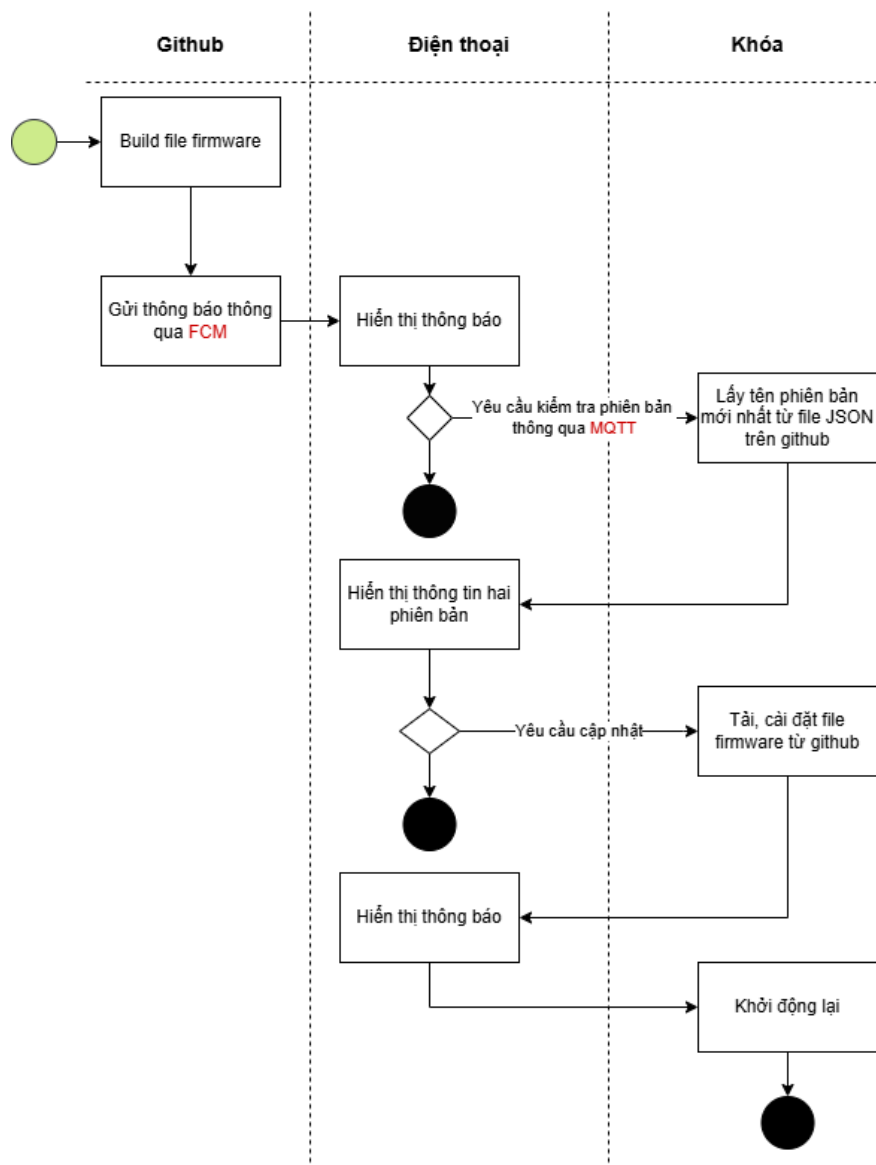 Github
Điện thoại
Khóa
Build file firmware
Gửi thông báo thông
qua FCM
Hiển thị thông báo
Yêu cầu kiểm tra phiên bản
thông qua MQTT
Lấy tên phiên bản
mới nhất từ file JSON
trên github
Hiển thị thông tin hai
phiên bản
Yêu cầu cập nhật
Tải, cài đặt file
firmware từ github
Hiển thị thông báo
Khởi động lại